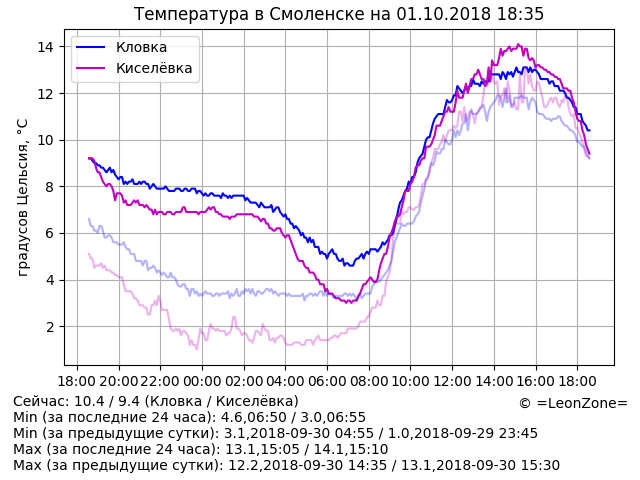 Температура в Смоленске на 01.10.2018 18:35
Кловка
Киселёвка
градусов Цельсия, °C
14
12
10
8
6
4
2
18:00 20:00 22:00 00:00 02:00 04:00 06:00 08:00 10:00 12:00 14:00 16:00 18:00
Сейчас: 10.4 / 9.4 (Кловка / Киселёвка)
© =LeonZone=
Min (за последние 24 часа): 4.6,06:50 / 3.0,06:55
Min (за предыдущие сутки): 3.1,2018-09-30 04:55 / 1.0,2018-09-29 23:45
Max (за последние 24 часа): 13.1,15:05 / 14.1,15:10
Max (за предыдущие сутки): 12.2,2018-09-30 14:35 / 13.1,2018-09-30 15:30